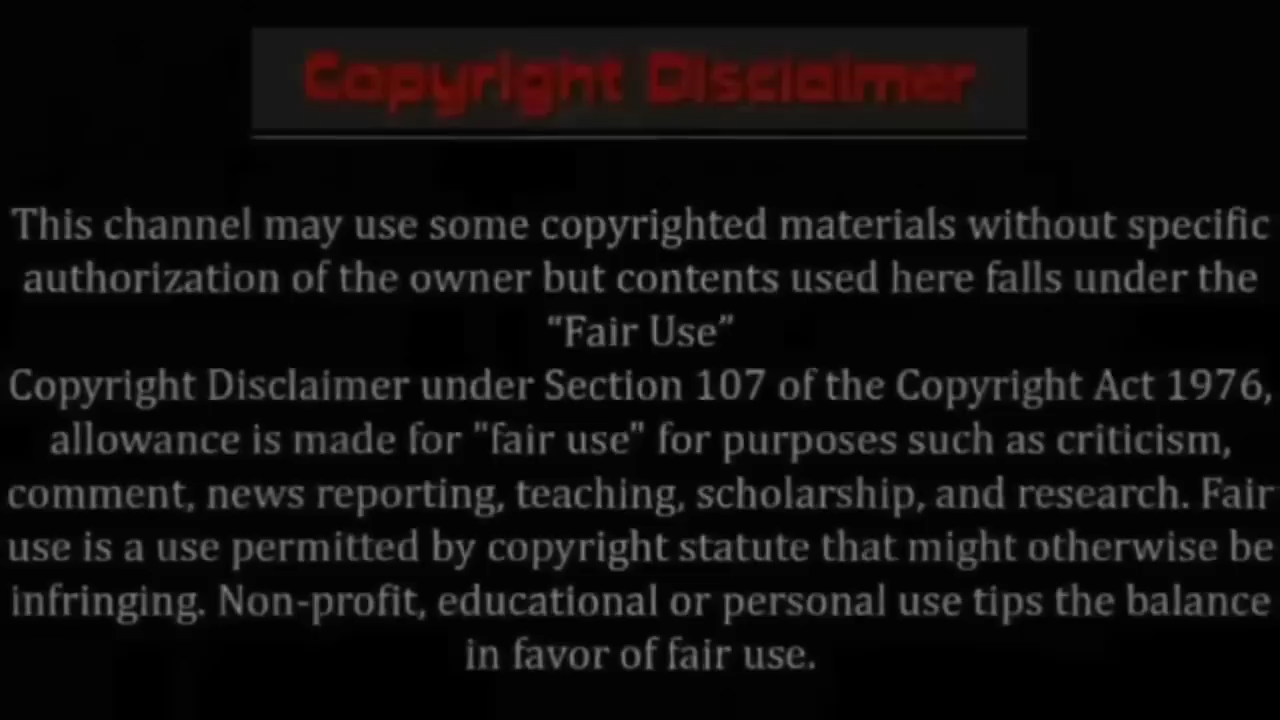 Copyright Disclaimer
This channel may use some copyrighted materials without specific
authorization of the owner but contents used here falls under the
“Fair Use”
Copyright Disclaimer under Section 107 of the Copyright Act 1976,
allowance is made for "fair use" for purposes such as criticism,
comment, news reporting, teaching, scholarship, and research. Fair
use is a use permitted by copyright statute that might otherwise be
infringing. Non-profit, educational or personal use tips the balance
in favor of fair use.